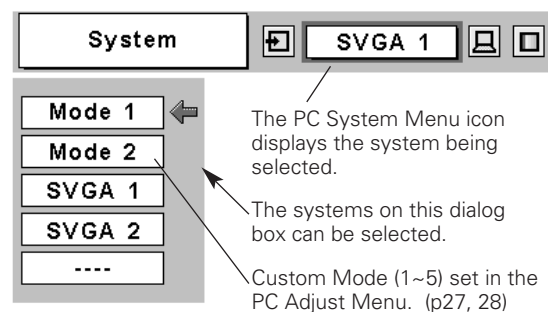 System
SVGA 1
Mode 1
Mode 2
SVGA 1
SVGA 2
----
The PC System Menu icon
displays the system being
selected.
The systems on this dialog
box can be selected.
Custom Mode (1~5) set in the
PC Adjust Menu. (p27, 28)